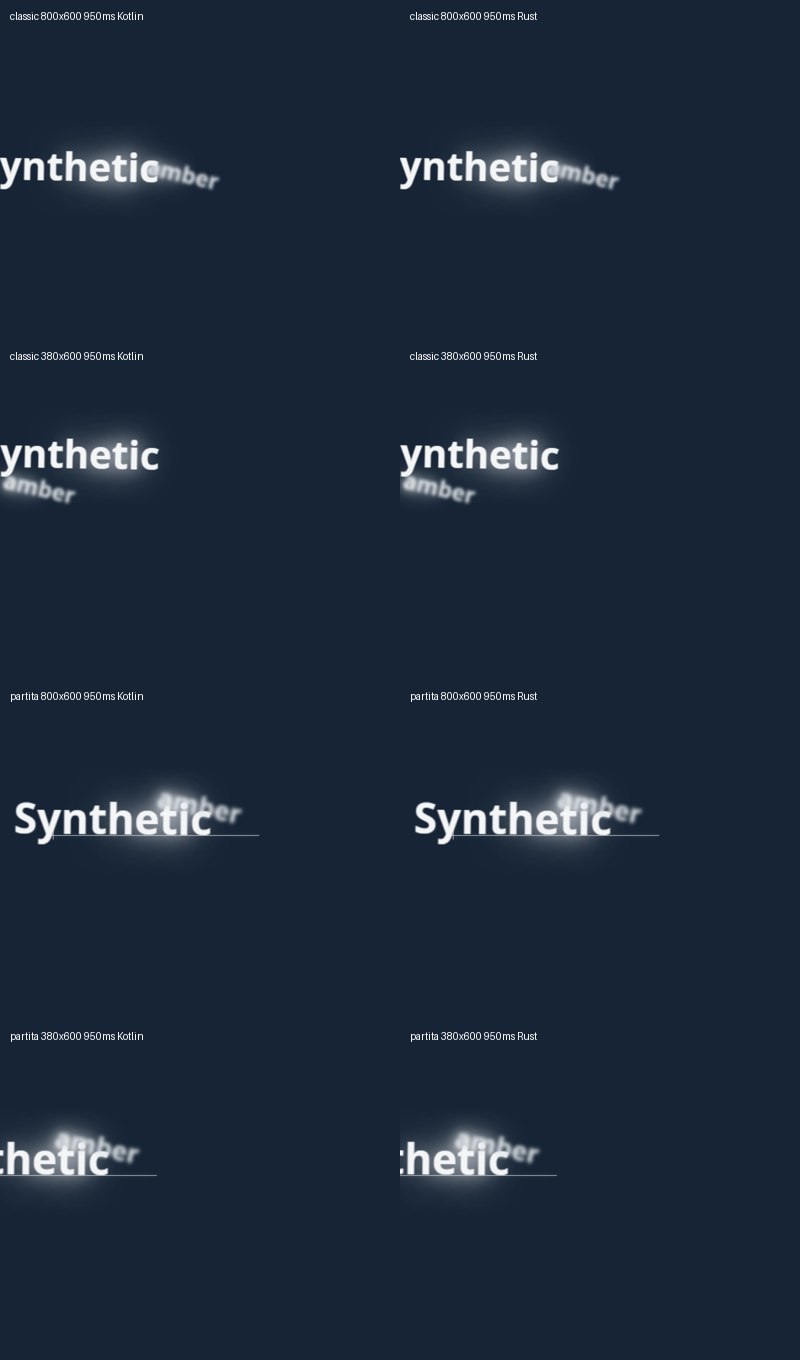 classic 800x600 950ms Kotlin
classic 800x600 950ms Rust
ynthetic amber
ynthetic amber
classic 380x600 950ms Kotlin
classic 380x600 950ms Rust
ynthetic
amber
ynthetic
amber
partita 800x600 950ms Kotlin
partita 800x600 950ms Rust
amber
Synthetic
amber
Synthetic
partita 380x600 950ms Kotlin
partita 380x600 950ms Rust
amber
thetic
amber
thetic